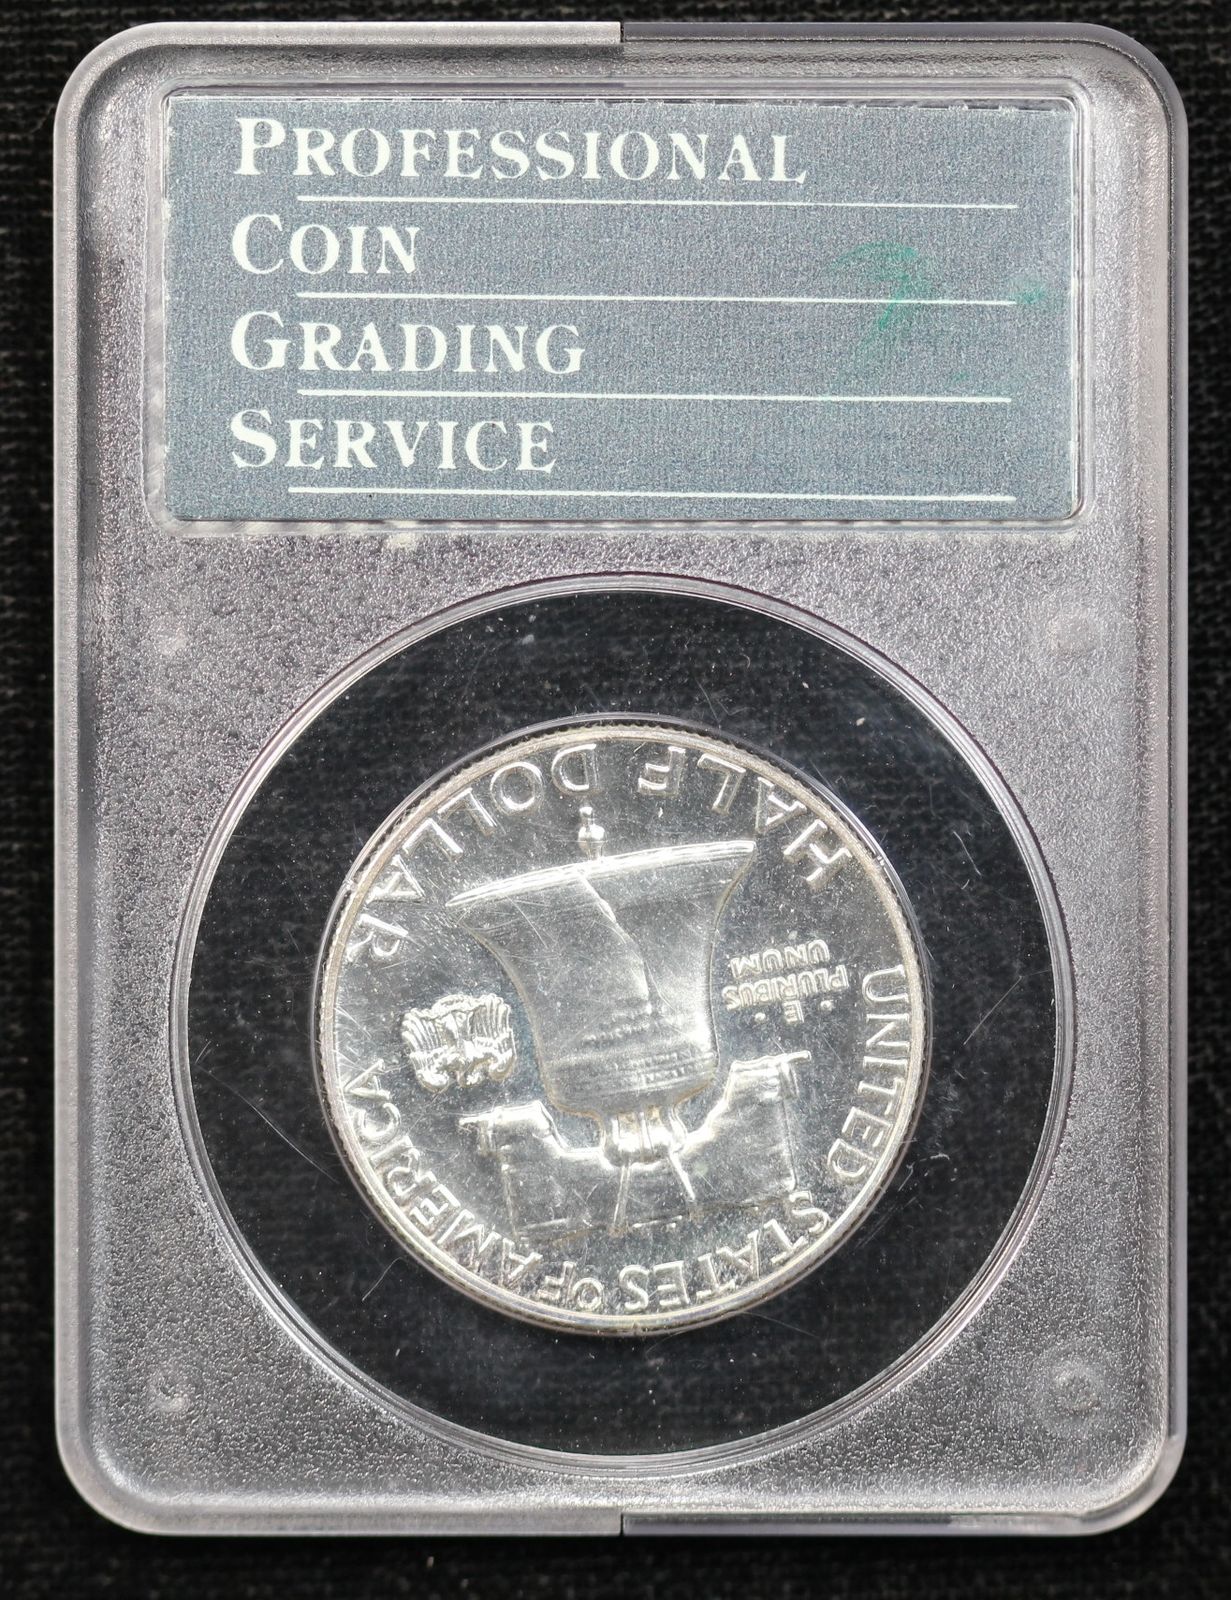 PROFESSIONAL
COIN
GRADING
SERVICE
UNITED STATES OF AMERICA
E
PLURIBUS
UNUM
HALF DOLLAR